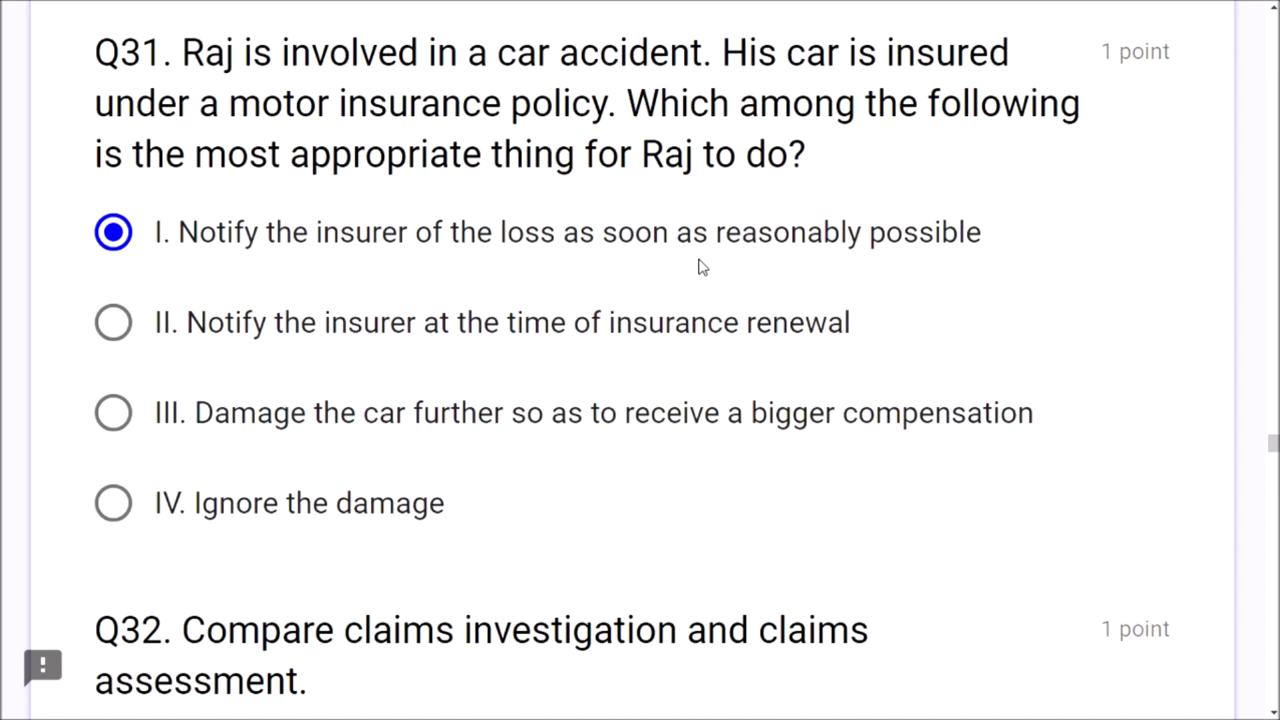 Q31. Raj is involved in a car accident. His car is insured
1 point
under a motor insurance policy. Which among the following
is the most appropriate thing for Raj to do?
I. Notify the insurer of the loss as soon as reasonably possible
II. Notify the insurer at the time of insurance renewal
III. Damage the car further so as to receive a bigger compensation
IV. Ignore the damage
Q32. Compare claims investigation and claims
1 point
assessment.